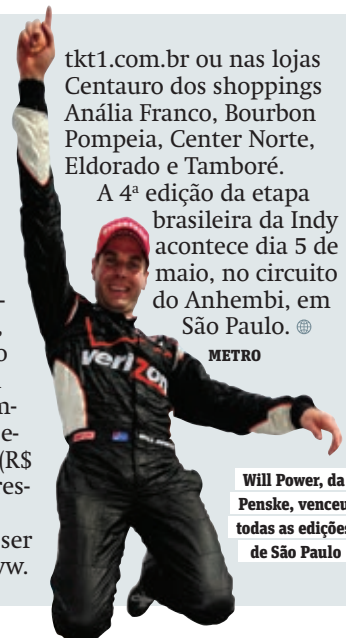 tkt1.com.br ou nas lojas
Centauro dos shoppings
Anália Franco, Bourbon
Pompeia, Center Norte,
Eldorado e Tamboré.
A 4ª edição da etapa
brasileira da Indy
acontece dia 5 de
maio, no circuito
do Anhembi, em
São Paulo.
METRO
verizon
(R$
ser
Will Power, da
Penske, venceu
todas as edições
de São Paulo